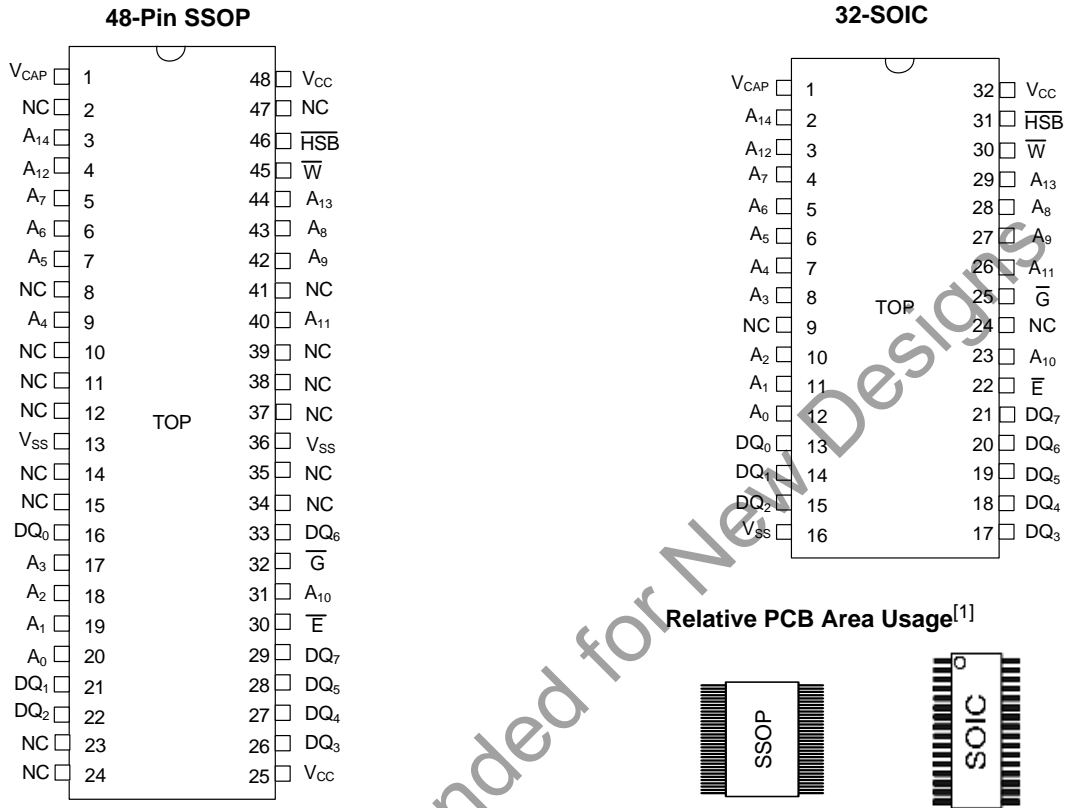 48-Pin SSOP
VCAP 1 48 VCC
NC 2 47 NC
A14 3 46 H̅S̅B̅
A12 4 45 W̅
A7 5 44 A13
A6 6 43 A8
A5 7 42 A9
NC 8 41 NC
A4 9 40 A11
NC 10 39 NC
NC 11 38 NC
NC 12 37 NC
TOP
VSS 13 36 VSS
NC 14 35 NC
NC 15 34 NC
DQ0 16 33 DQ6
A3 17 32 G̅
A2 18 31 A10
A1 19 30 E̅
A0 20 29 DQ7
DQ1 21 28 DQ5
DQ2 22 27 DQ4
NC 23 26 DQ3
NC 24 25 VCC
32-SOIC
VCAP 1 32 VCC
A14 2 31 H̅S̅B̅
A12 3 30 W̅
A7 4 29 A13
A6 5 28 A8
A5 6 27 A9
A4 7 26 A11
A3 8 25 G̅
TOP
NC 9 24 NC
A2 10 23 A10
A1 11 22 E̅
A0 12 21 DQ7
DQ0 13 20 DQ6
DQ1 14 19 DQ5
DQ2 15 18 DQ4
VSS 16 17 DQ3
Relative PCB Area Usage[1]
SSOP
SOIC
nded for New Designs